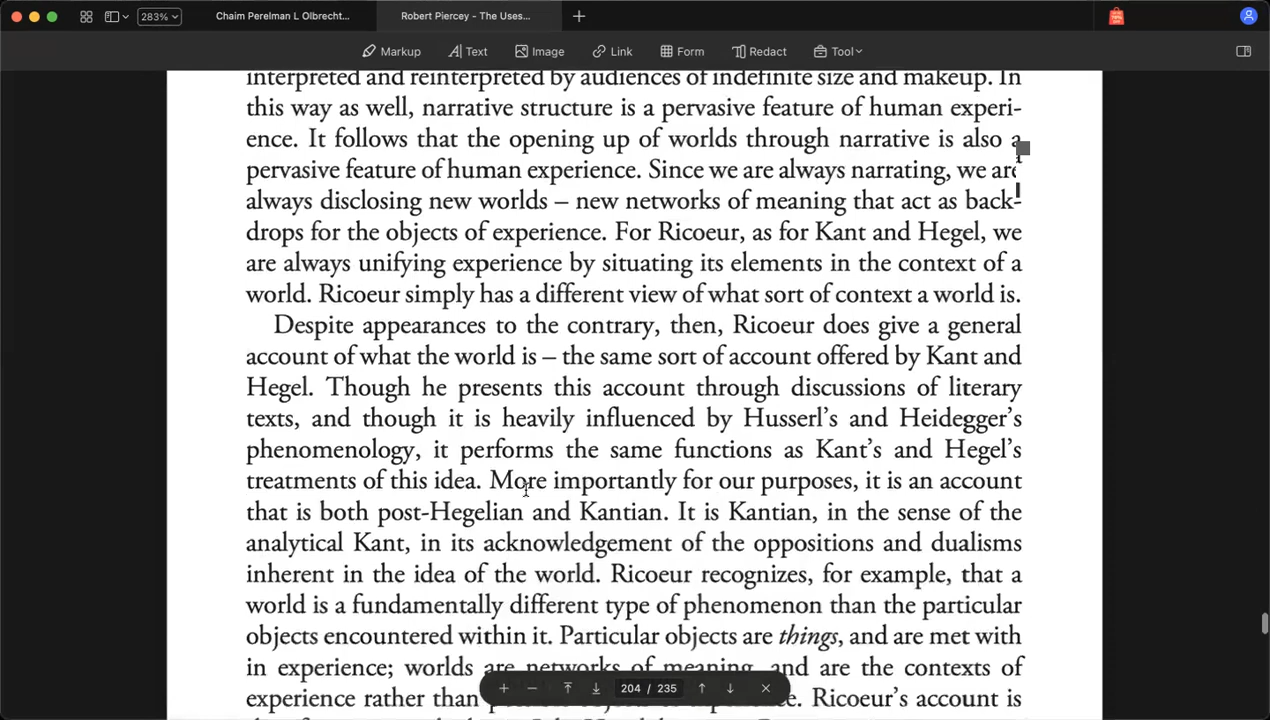 283%
Chaim Perelman L Olbrecht...
Robert Piercey - The Uses...
Markup
Text
Image
Link
Form
Redact
Tool
interpreted and reinterpreted by audiences of indefinite size and makeup. In
this way as well, narrative structure is a pervasive feature of human experi-
ence. It follows that the opening up of worlds through narrative is also a
pervasive feature of human experience. Since we are always narrating, we are
always disclosing new worlds – new networks of meaning that act as back-
drops for the objects of experience. For Ricoeur, as for Kant and Hegel, we
are always unifying experience by situating its elements in the context of a
world. Ricoeur simply has a different view of what sort of context a world is.
Despite appearances to the contrary, then, Ricoeur does give a general
account of what the world is – the same sort of account offered by Kant and
Hegel. Though he presents this account through discussions of literary
texts, and though it is heavily influenced by Husserl's and Heidegger's
phenomenology, it performs the same functions as Kant's and Hegel's
treatments of this idea. More importantly for our purposes, it is an account
that is both post-Hegelian and Kantian. It is Kantian, in the sense of the
analytical Kant, in its acknowledgement of the oppositions and dualisms
inherent in the idea of the world. Ricoeur recognizes, for example, that a
world is a fundamentally different type of phenomenon than the particular
objects encountered within it. Particular objects are things, and are met with
in experience; worlds are networks of meaning, and are the contexts of
experience rather than Ricoeur's account is
204 / 235